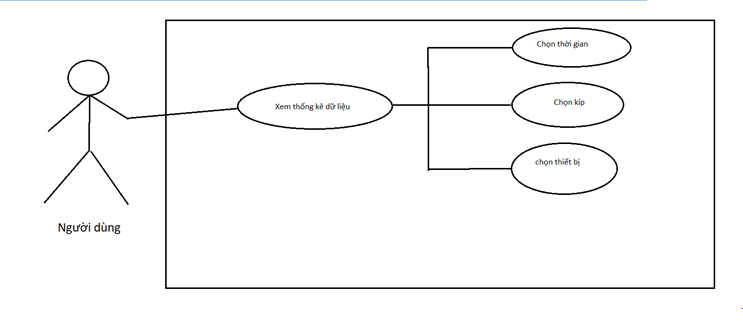 Chọn thời gian
Xem thống kê dữ liệu
Chọn kíp
chọn thiết bị
Người dùng